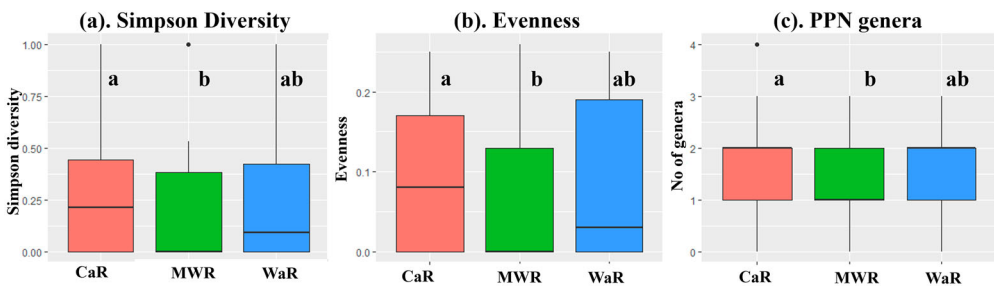 (a). Simpson Diversity
Simpson diversity
1.00
0.75
0.50
0.25
0.00
a
b
ab
CaR
MWR
WaR
(b). Evenness
Evenness
0.2
0.1
0.0
a
b
ab
CaR
MWR
WaR
(c). PPN genera
No of genera
4
3
2
1
0
a
b
ab
CaR
MWR
WaR